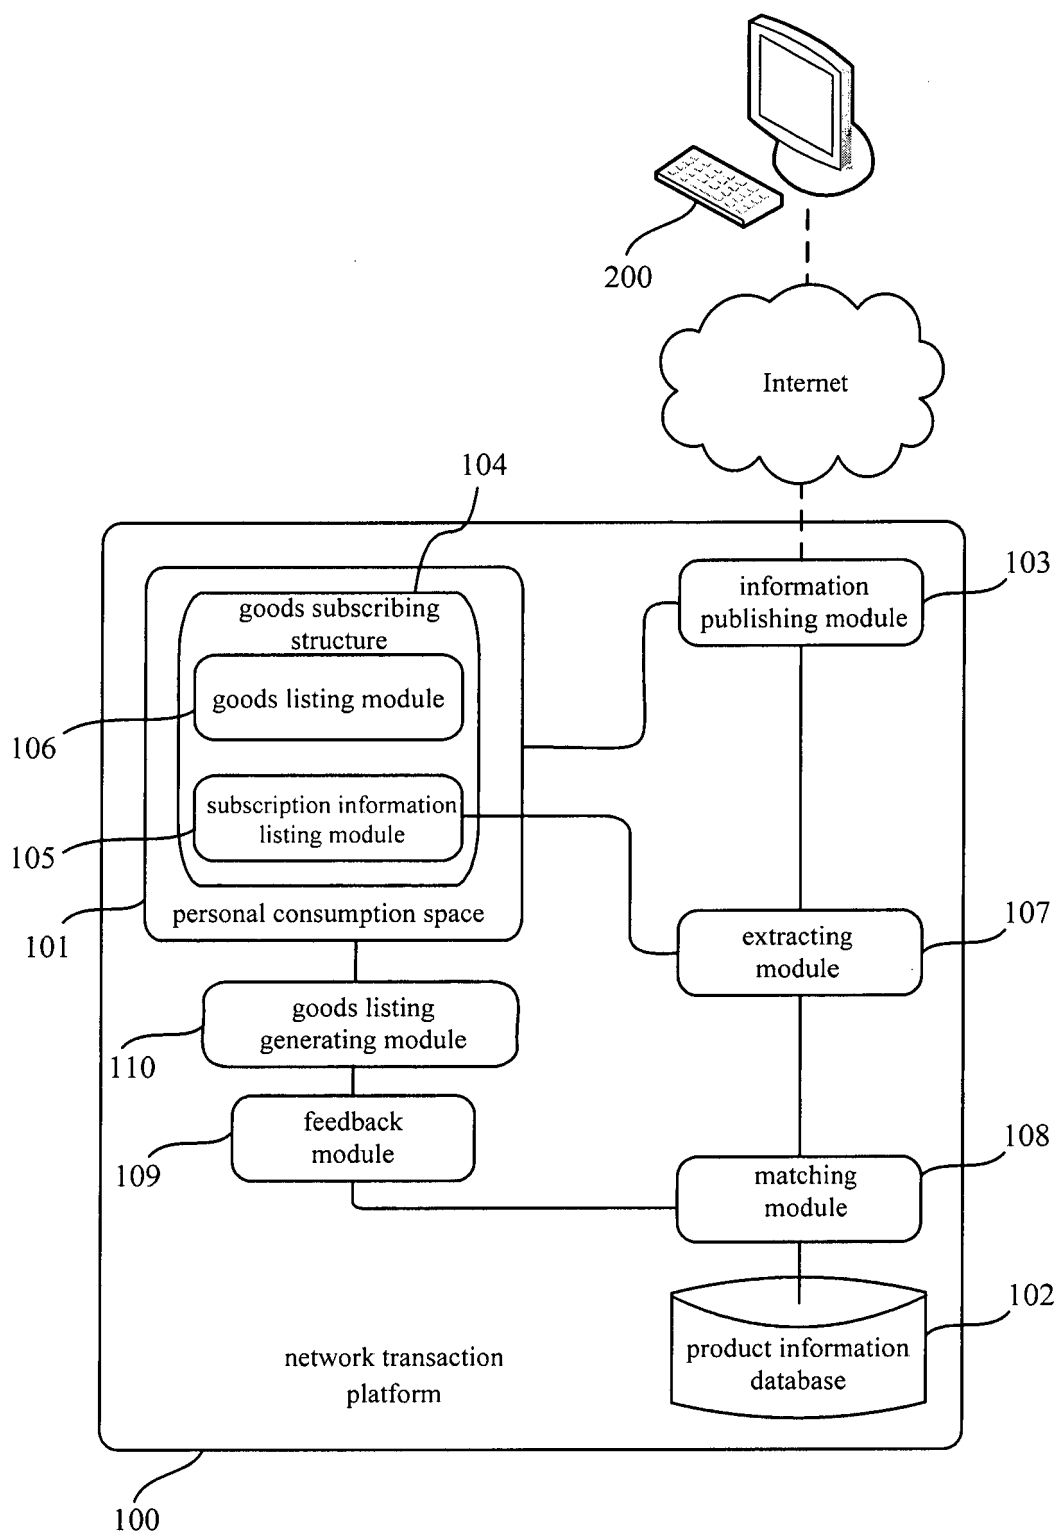 200
Internet
104
103
information
publishing module
goods subscribing
structure
goods listing module
106
subscription information
listing module
105
personal consumption space
101
107
extracting
module
goods listing
generating module
110
feedback
module
109
108
matching
module
102
product information
database
network transaction
platform
100